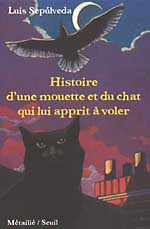 Luis Sepúlveda
Histoire
d'une mouette et du chat
qui lui apprit à voler
Métailié / Seuil